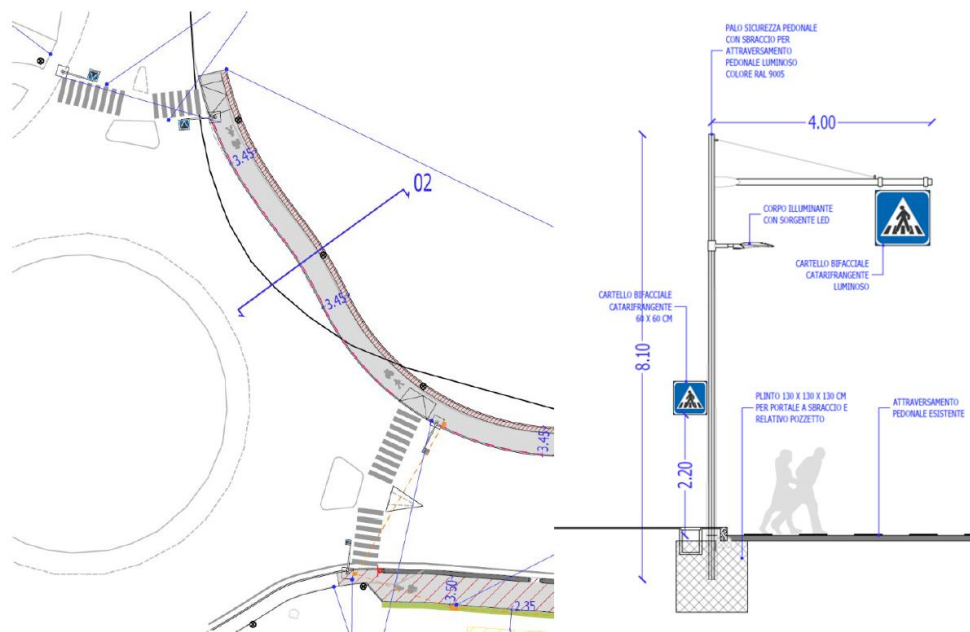 3.45
02
3.45
3.45
3.60
2.35
PALO SICUREZZA PEDONALE
CON SBRACCIO PER
ATTRAVERSAMENTO
PEDONALE LUMINOSO
COLORE RAL 9005
4.00
CORPO ILLUMINANTE
CON SORGENTE LED
CARTELLO BIFACCIALE
CATARIFRANGENTE
LUMINOSO
CARTELLO BIFACCIALE
CATARIFRANGENTE
60 X 60 CM
8.10
PLINTO 130 X 130 X 130 CM
PER PORTALE A SBRACCIO E
RELATIVO POZZETTO
ATTRAVERSAMENTO
PEDONALE ESISTENTE
2.20